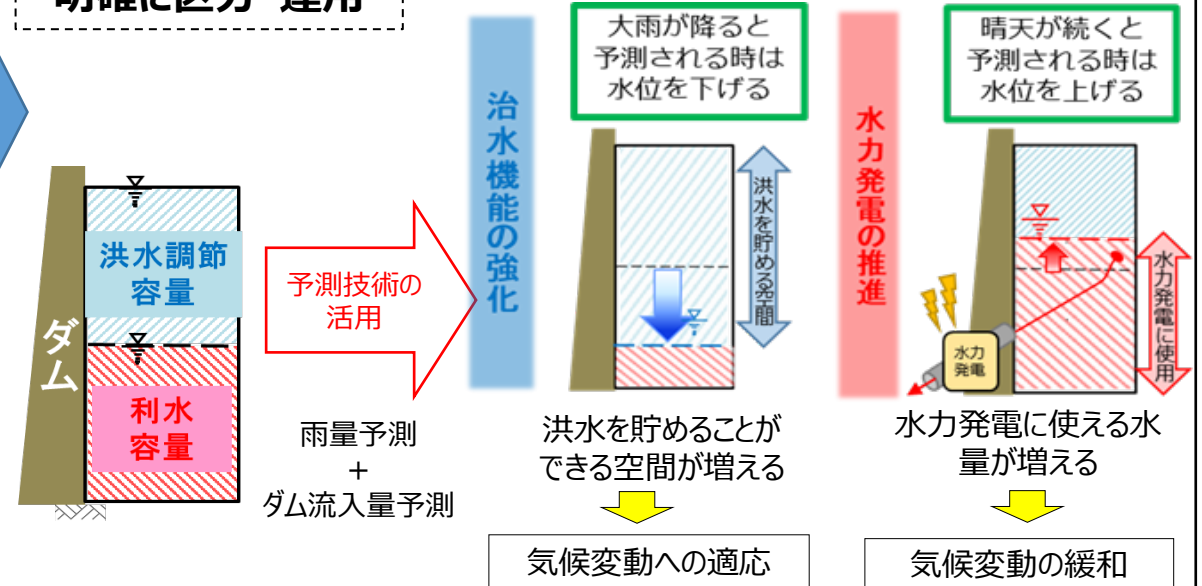 明確に区分 運用
ダム
洪水調節
容量
利水
容量
予測技術の
活用
雨量予測
+
ダム流入量予測
治水機能の強化
大雨が降ると
予測される時は
水位を下げる
洪水を貯める空間
洪水を貯めることが
できる空間が増える
気候変動への適応
水力発電の推進
晴天が続くと
予測される時は
水位を上げる
水力
発電
水力発電に使用
水力発電に使える水
量が増える
気候変動の緩和